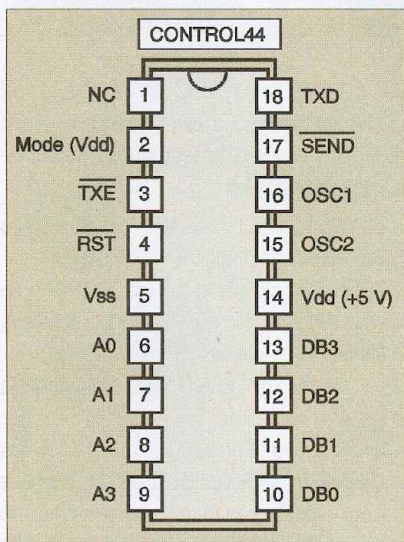 CONTROL44
NC 1 18 TXD
Mode (Vdd) 2 17 SEND
TXE 3 16 OSC1
RST 4 15 OSC2
Vss 5 14 Vdd (+5 V)
A0 6 13 DB3
A1 7 12 DB2
A2 8 11 DB1
A3 9 10 DB0